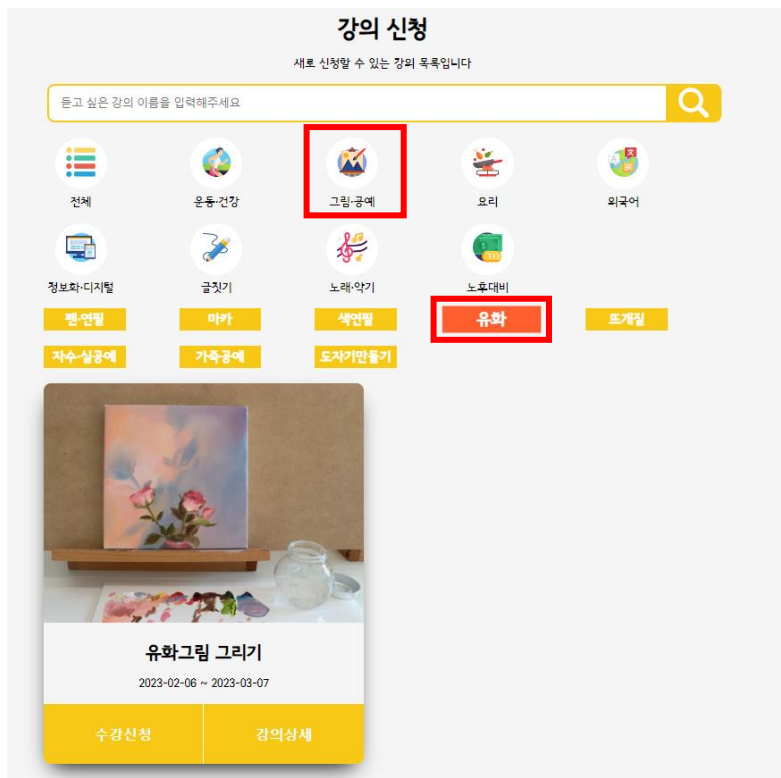 강의 신청
새로 신청할 수 있는 강의 목록입니다
듣고 싶은 강의 이름을 입력해주세요
전체 운동·건강 그림·공예 요리 외국어
정보화·디지털 글짓기 노래·악기 노후대비
펜·연필 마카 색연필 유화 뜨개질
자수·실공예 가죽공예 도자기만들기
유화그림 그리기
2023-02-06 ~ 2023-03-07
수강신청 강의상세